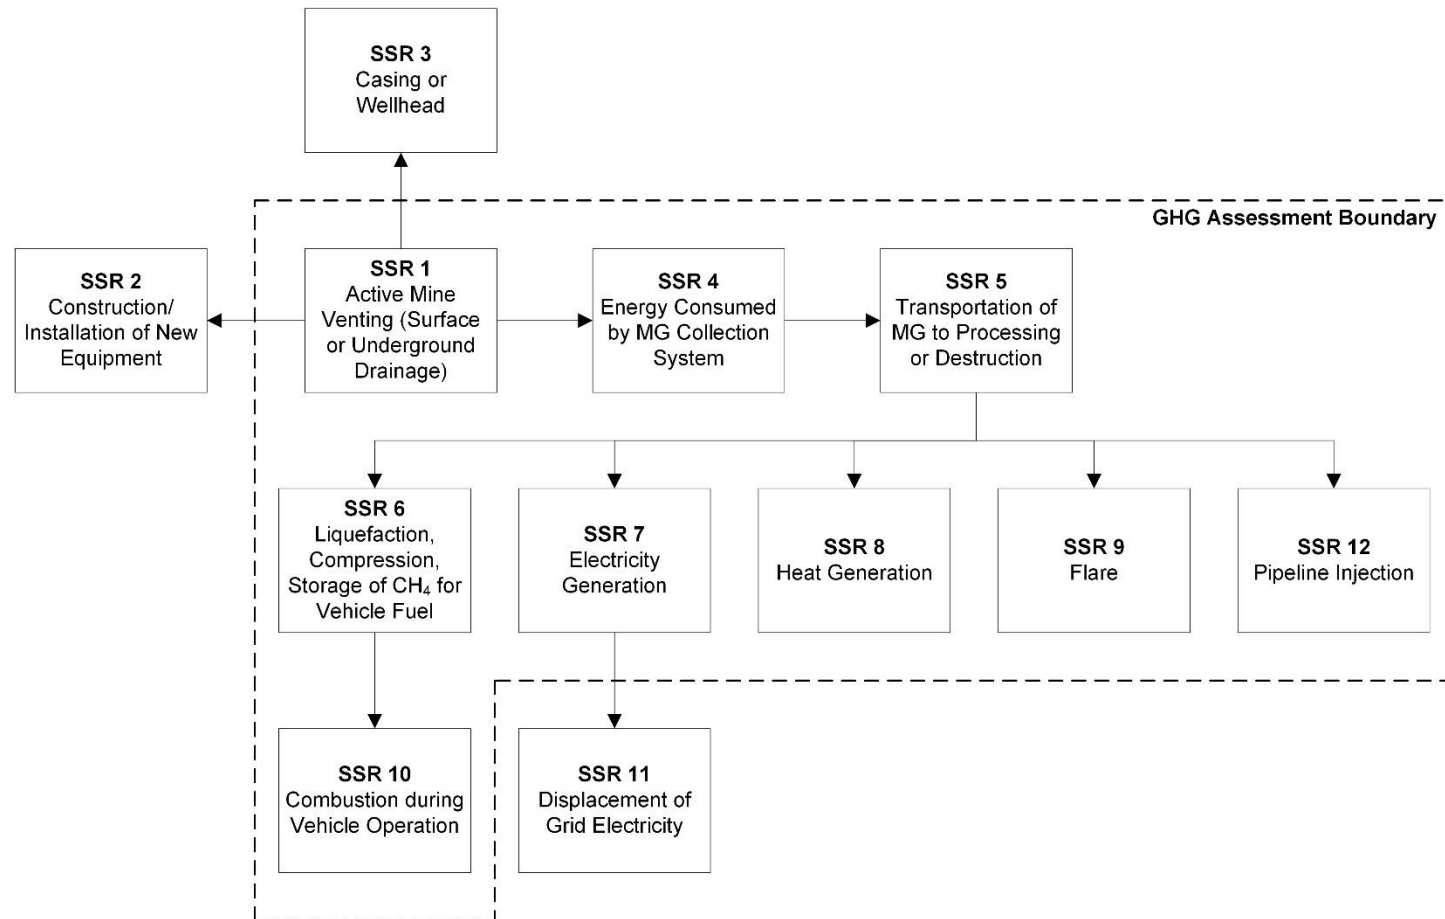 SSR 3
Casing or
Wellhead
GHG Assessment Boundary
SSR 2
Construction/
Installation of New
Equipment
SSR 1
Active Mine
Venting (Surface
or Underground
Drainage)
SSR 4
Energy Consumed
by MG Collection
System
SSR 5
Transportation of
MG to Processing
or Destruction
SSR 6
Liquefaction,
Compression,
Storage of CH₄ for
Vehicle Fuel
SSR 7
Electricity
Generation
SSR 8
Heat Generation
SSR 9
Flare
SSR 12
Pipeline Injection
SSR 10
Combustion during
Vehicle Operation
SSR 11
Displacement of
Grid Electricity